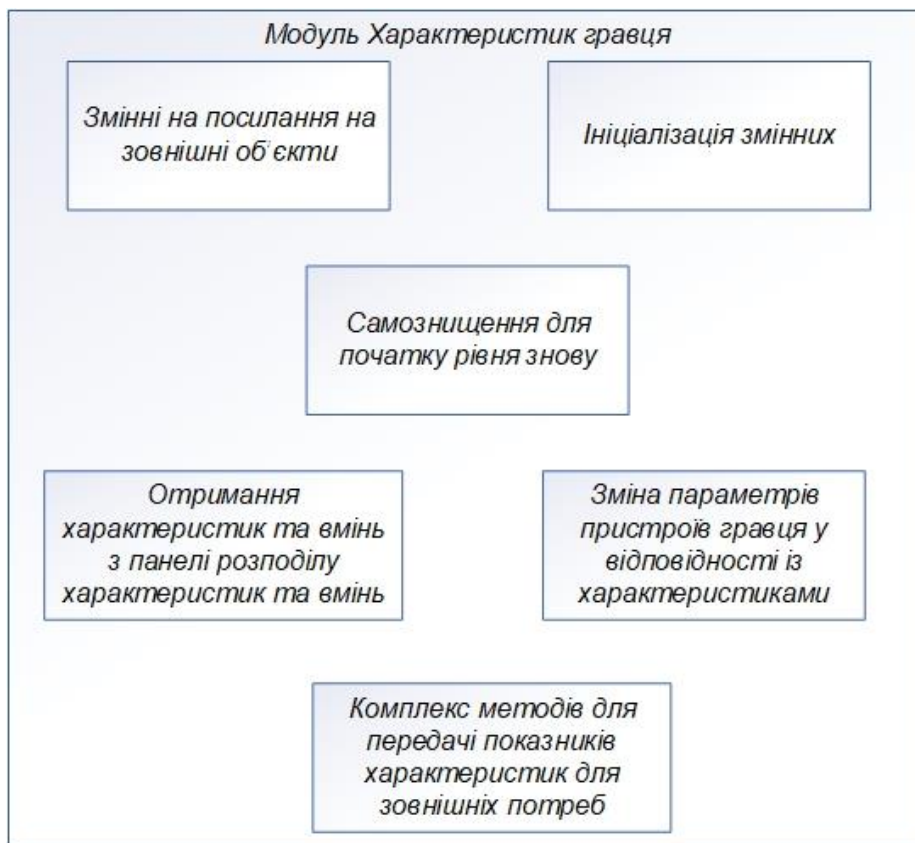 Модуль Характеристик гравця
Змінні на посилання на
зовнішні об'єкти
Ініціалізація змінних
Самознищення для
початку рівня знову
Отримання
характеристик та вмінь
з панелі розподілу
характеристик та вмінь
Зміна параметрів
пристроїв гравця у
відповідності із
характеристиками
Комплекс методів для
передачі показників
характеристик для
зовнішніх потреб